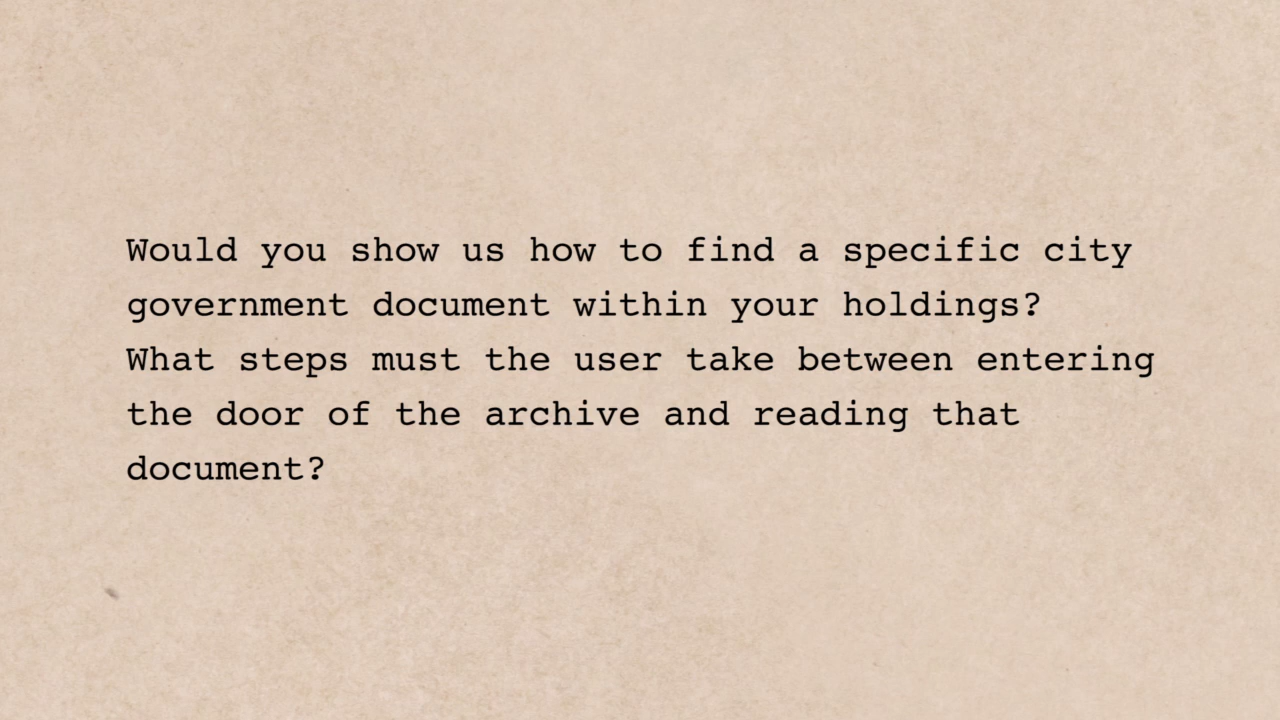 Would you show us how to find a specific city
government document within your holdings?
What steps must the user take between entering
the door of the archive and reading that
document?